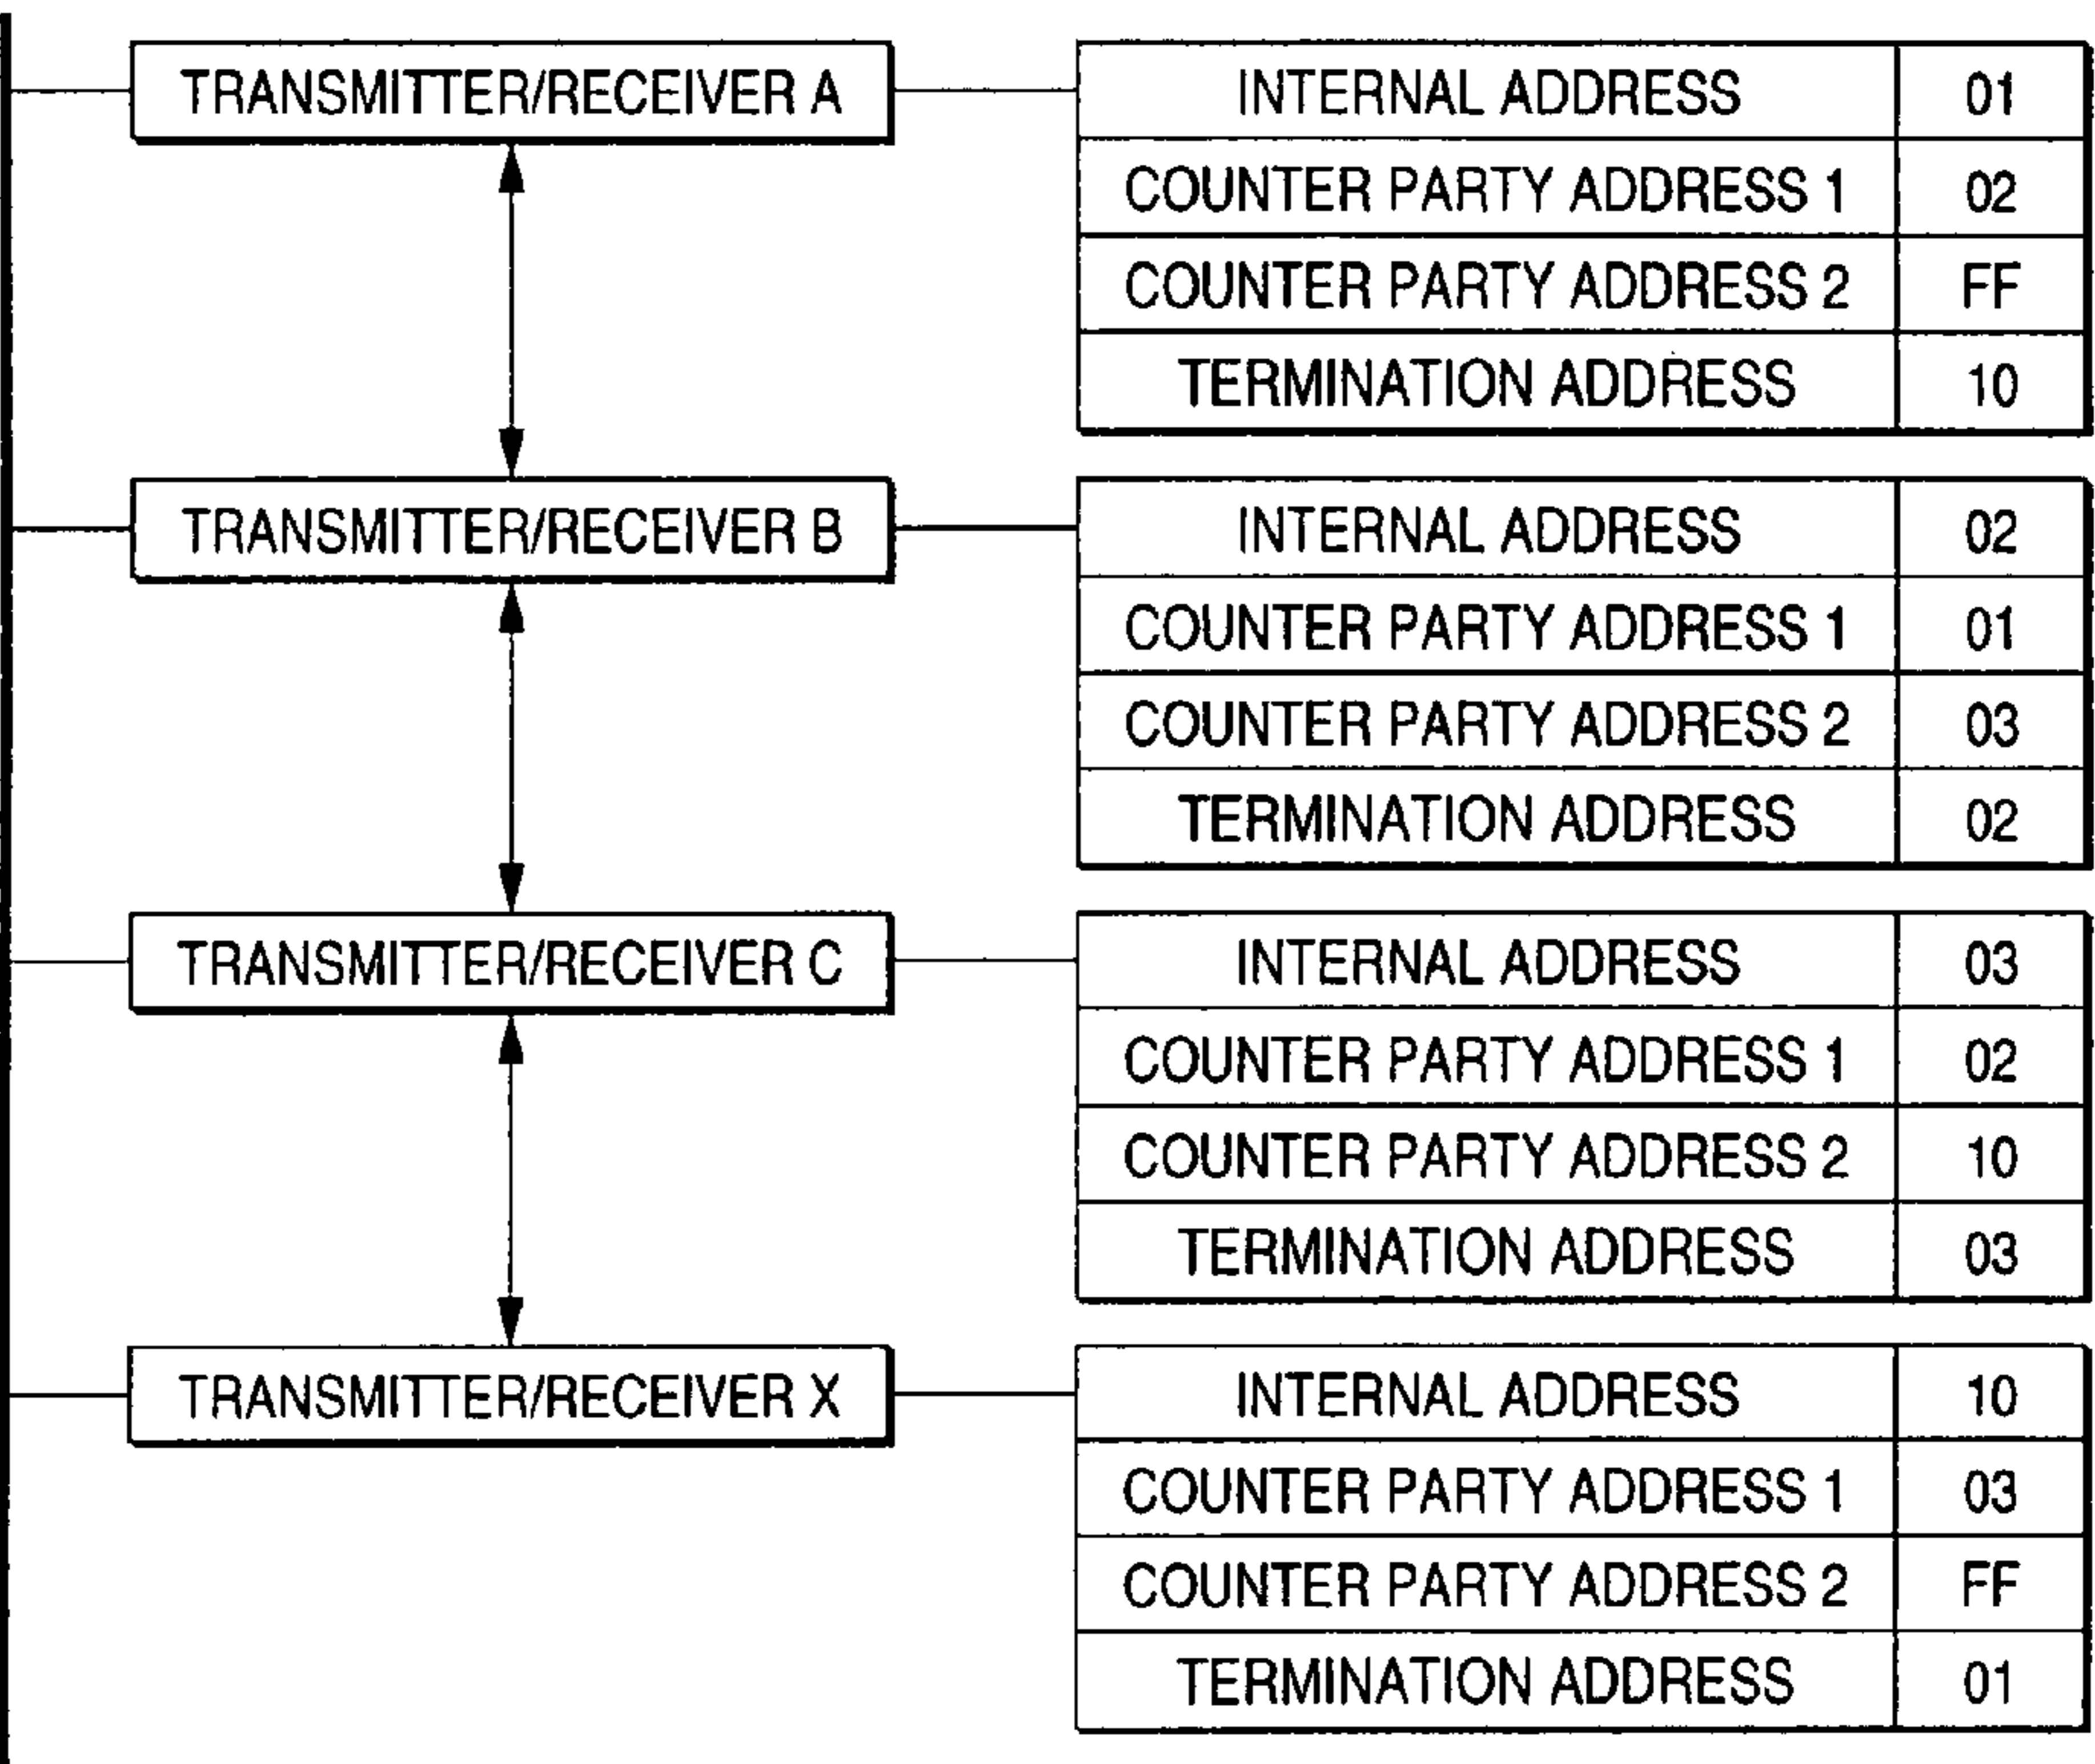 TRANSMITTER/RECEIVER A
INTERNAL ADDRESS 01
COUNTER PARTY ADDRESS 1 02
COUNTER PARTY ADDRESS 2 FF
TERMINATION ADDRESS 10
TRANSMITTER/RECEIVER B
INTERNAL ADDRESS 02
COUNTER PARTY ADDRESS 1 01
COUNTER PARTY ADDRESS 2 03
TERMINATION ADDRESS 02
TRANSMITTER/RECEIVER C
INTERNAL ADDRESS 03
COUNTER PARTY ADDRESS 1 02
COUNTER PARTY ADDRESS 2 10
TERMINATION ADDRESS 03
TRANSMITTER/RECEIVER X
INTERNAL ADDRESS 10
COUNTER PARTY ADDRESS 1 03
COUNTER PARTY ADDRESS 2 FF
TERMINATION ADDRESS 01